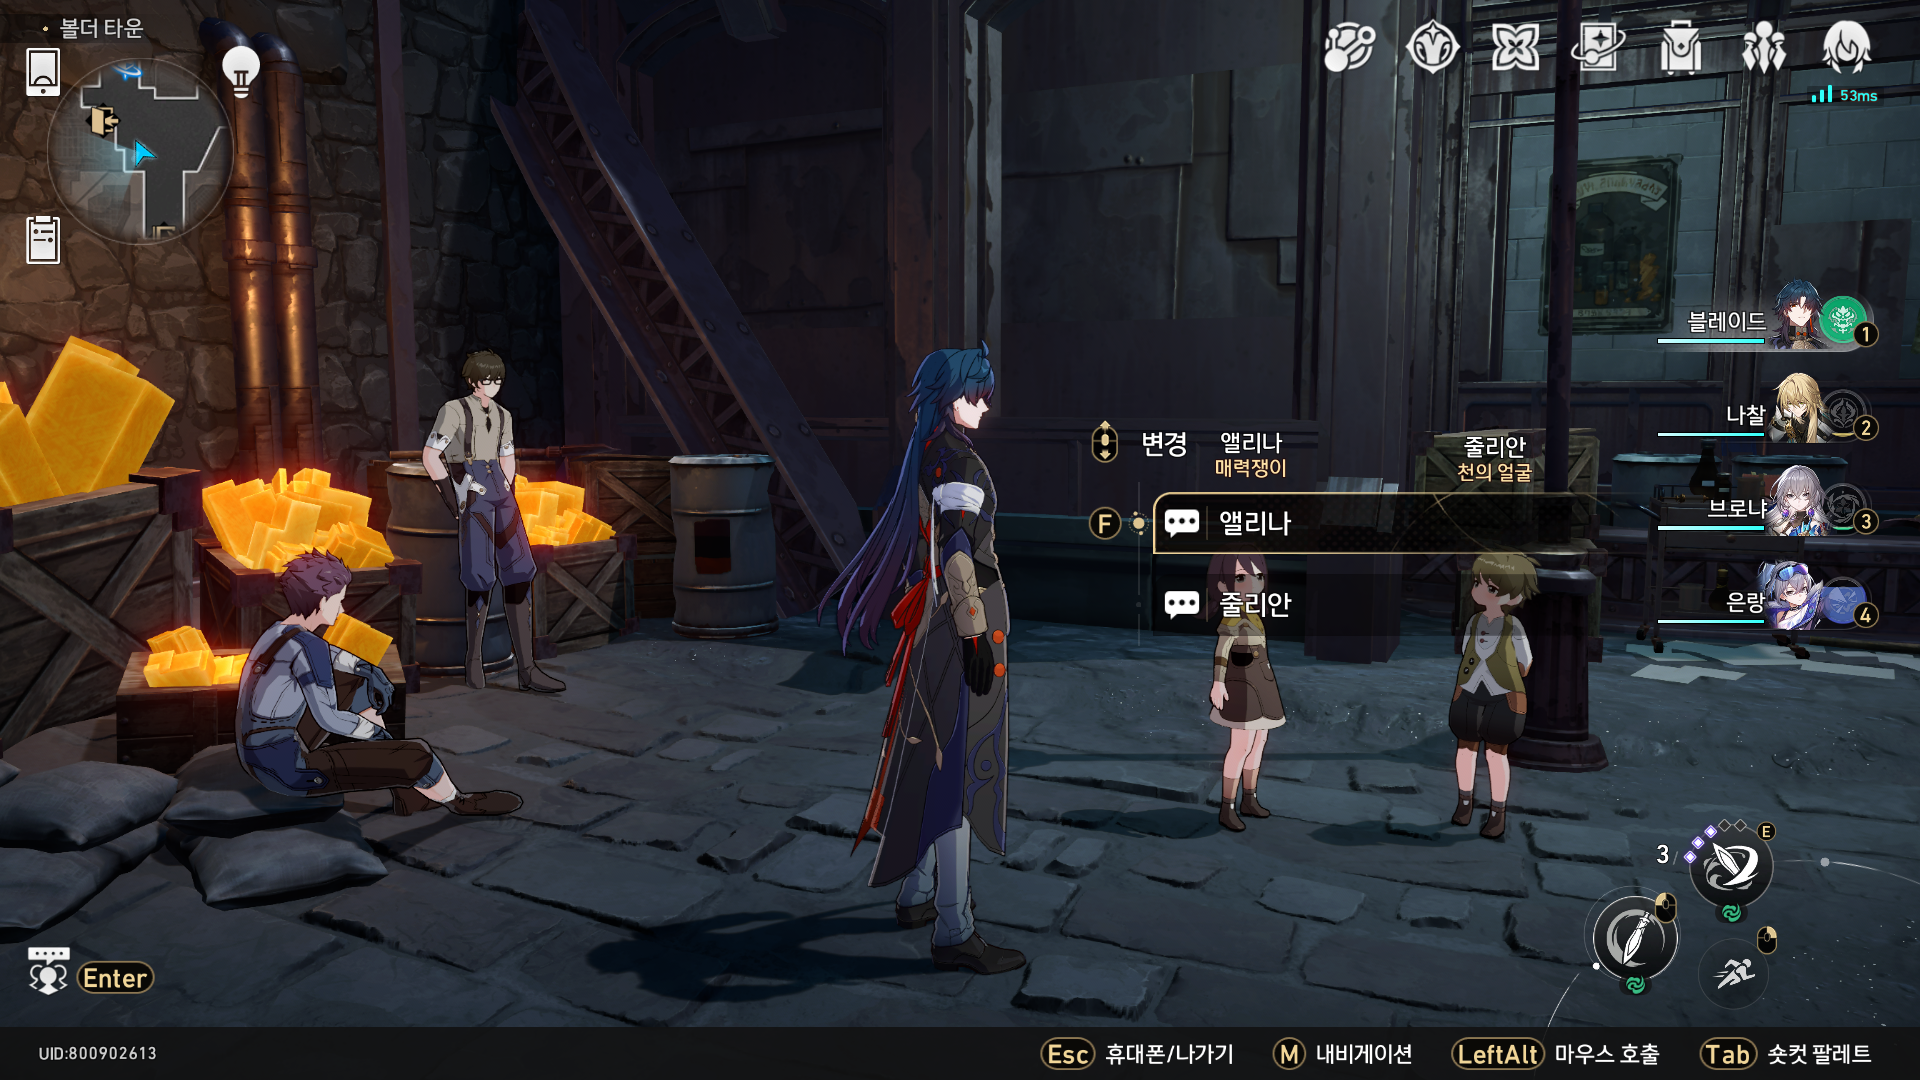 볼더 타운
53ms
블레이드
1
나찰
2
브로냐
3
은랑
4
변경
앨리나
매력쟁이
줄리안
천의 얼굴
F
앨리나
줄리안
3
E
Enter
UID:800902613
Esc 휴대폰/나가기
M 내비게이션
LeftAlt 마우스 호출
Tab 숏컷 팔레트